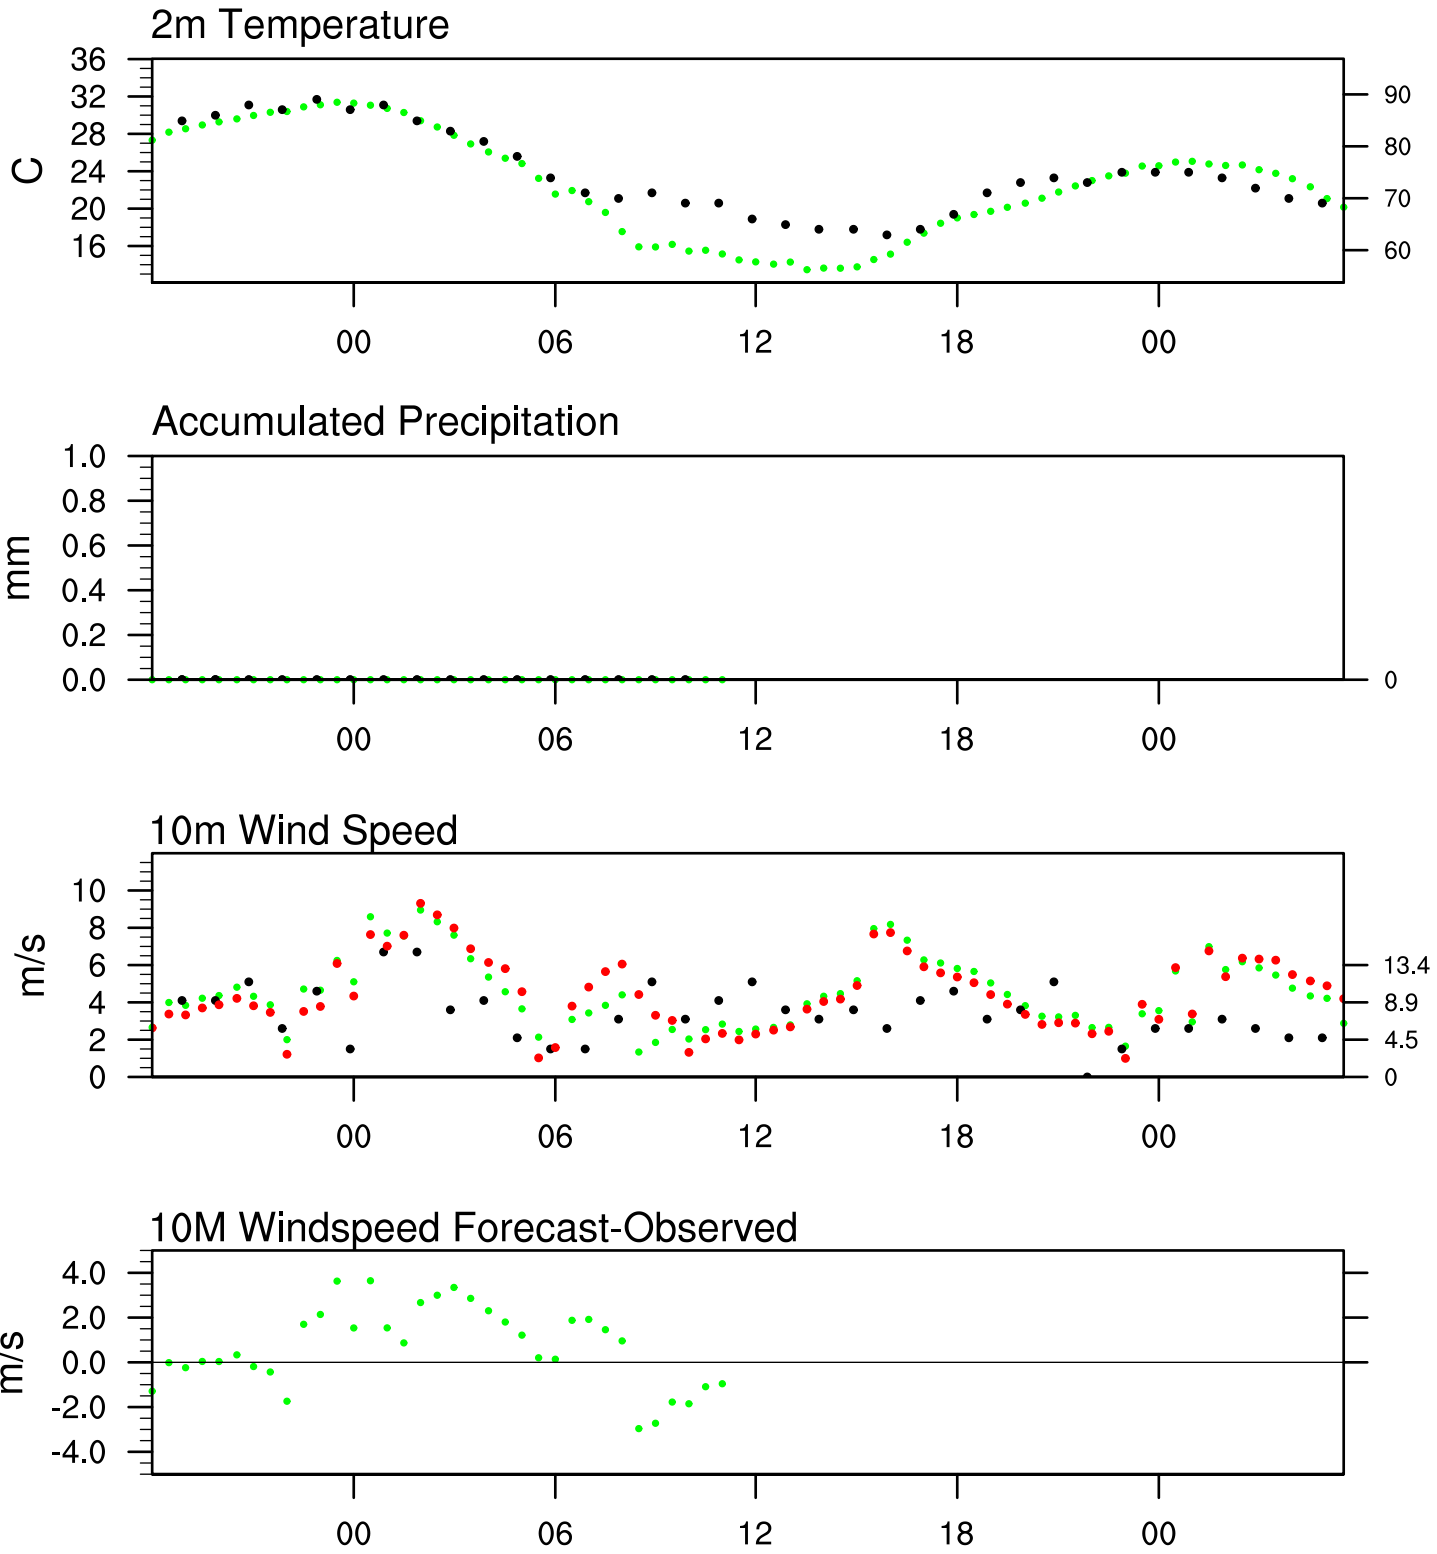 2m Temperature
36
32
28
24
20
16
C
90
80
70
60
00 06 12 18 00
Accumulated Precipitation
1.0
0.8
0.6
0.4
0.2
0.0
mm
0
00 06 12 18 00
10m Wind Speed
10
8
6
4
2
0
m/s
13.4
8.9
4.5
0
00 06 12 18 00
10M Windspeed Forecast-Observed
4.0
2.0
0.0
-2.0
-4.0
m/s
00 06 12 18 00